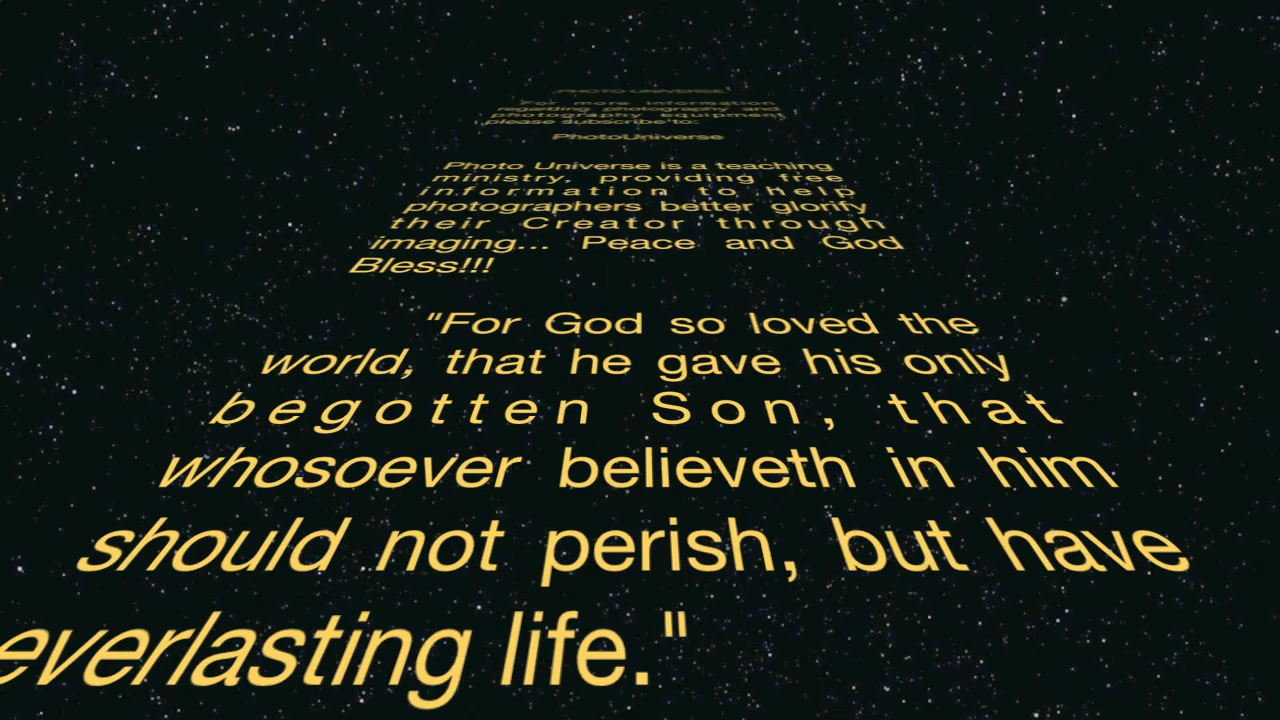 PHOTO UNIVERSE
For more information
regarding photography and
photography equipment
please subscribe to:
PhotoUniverse
Photo Universe is a teaching
ministry, providing free
information to help
photographers better glorify
their Creator through
imaging... Peace and God
Bless!!!
"For God so loved the
world, that he gave his only
begotten Son, that
whosoever believeth in him
should not perish, but have
everlasting life."